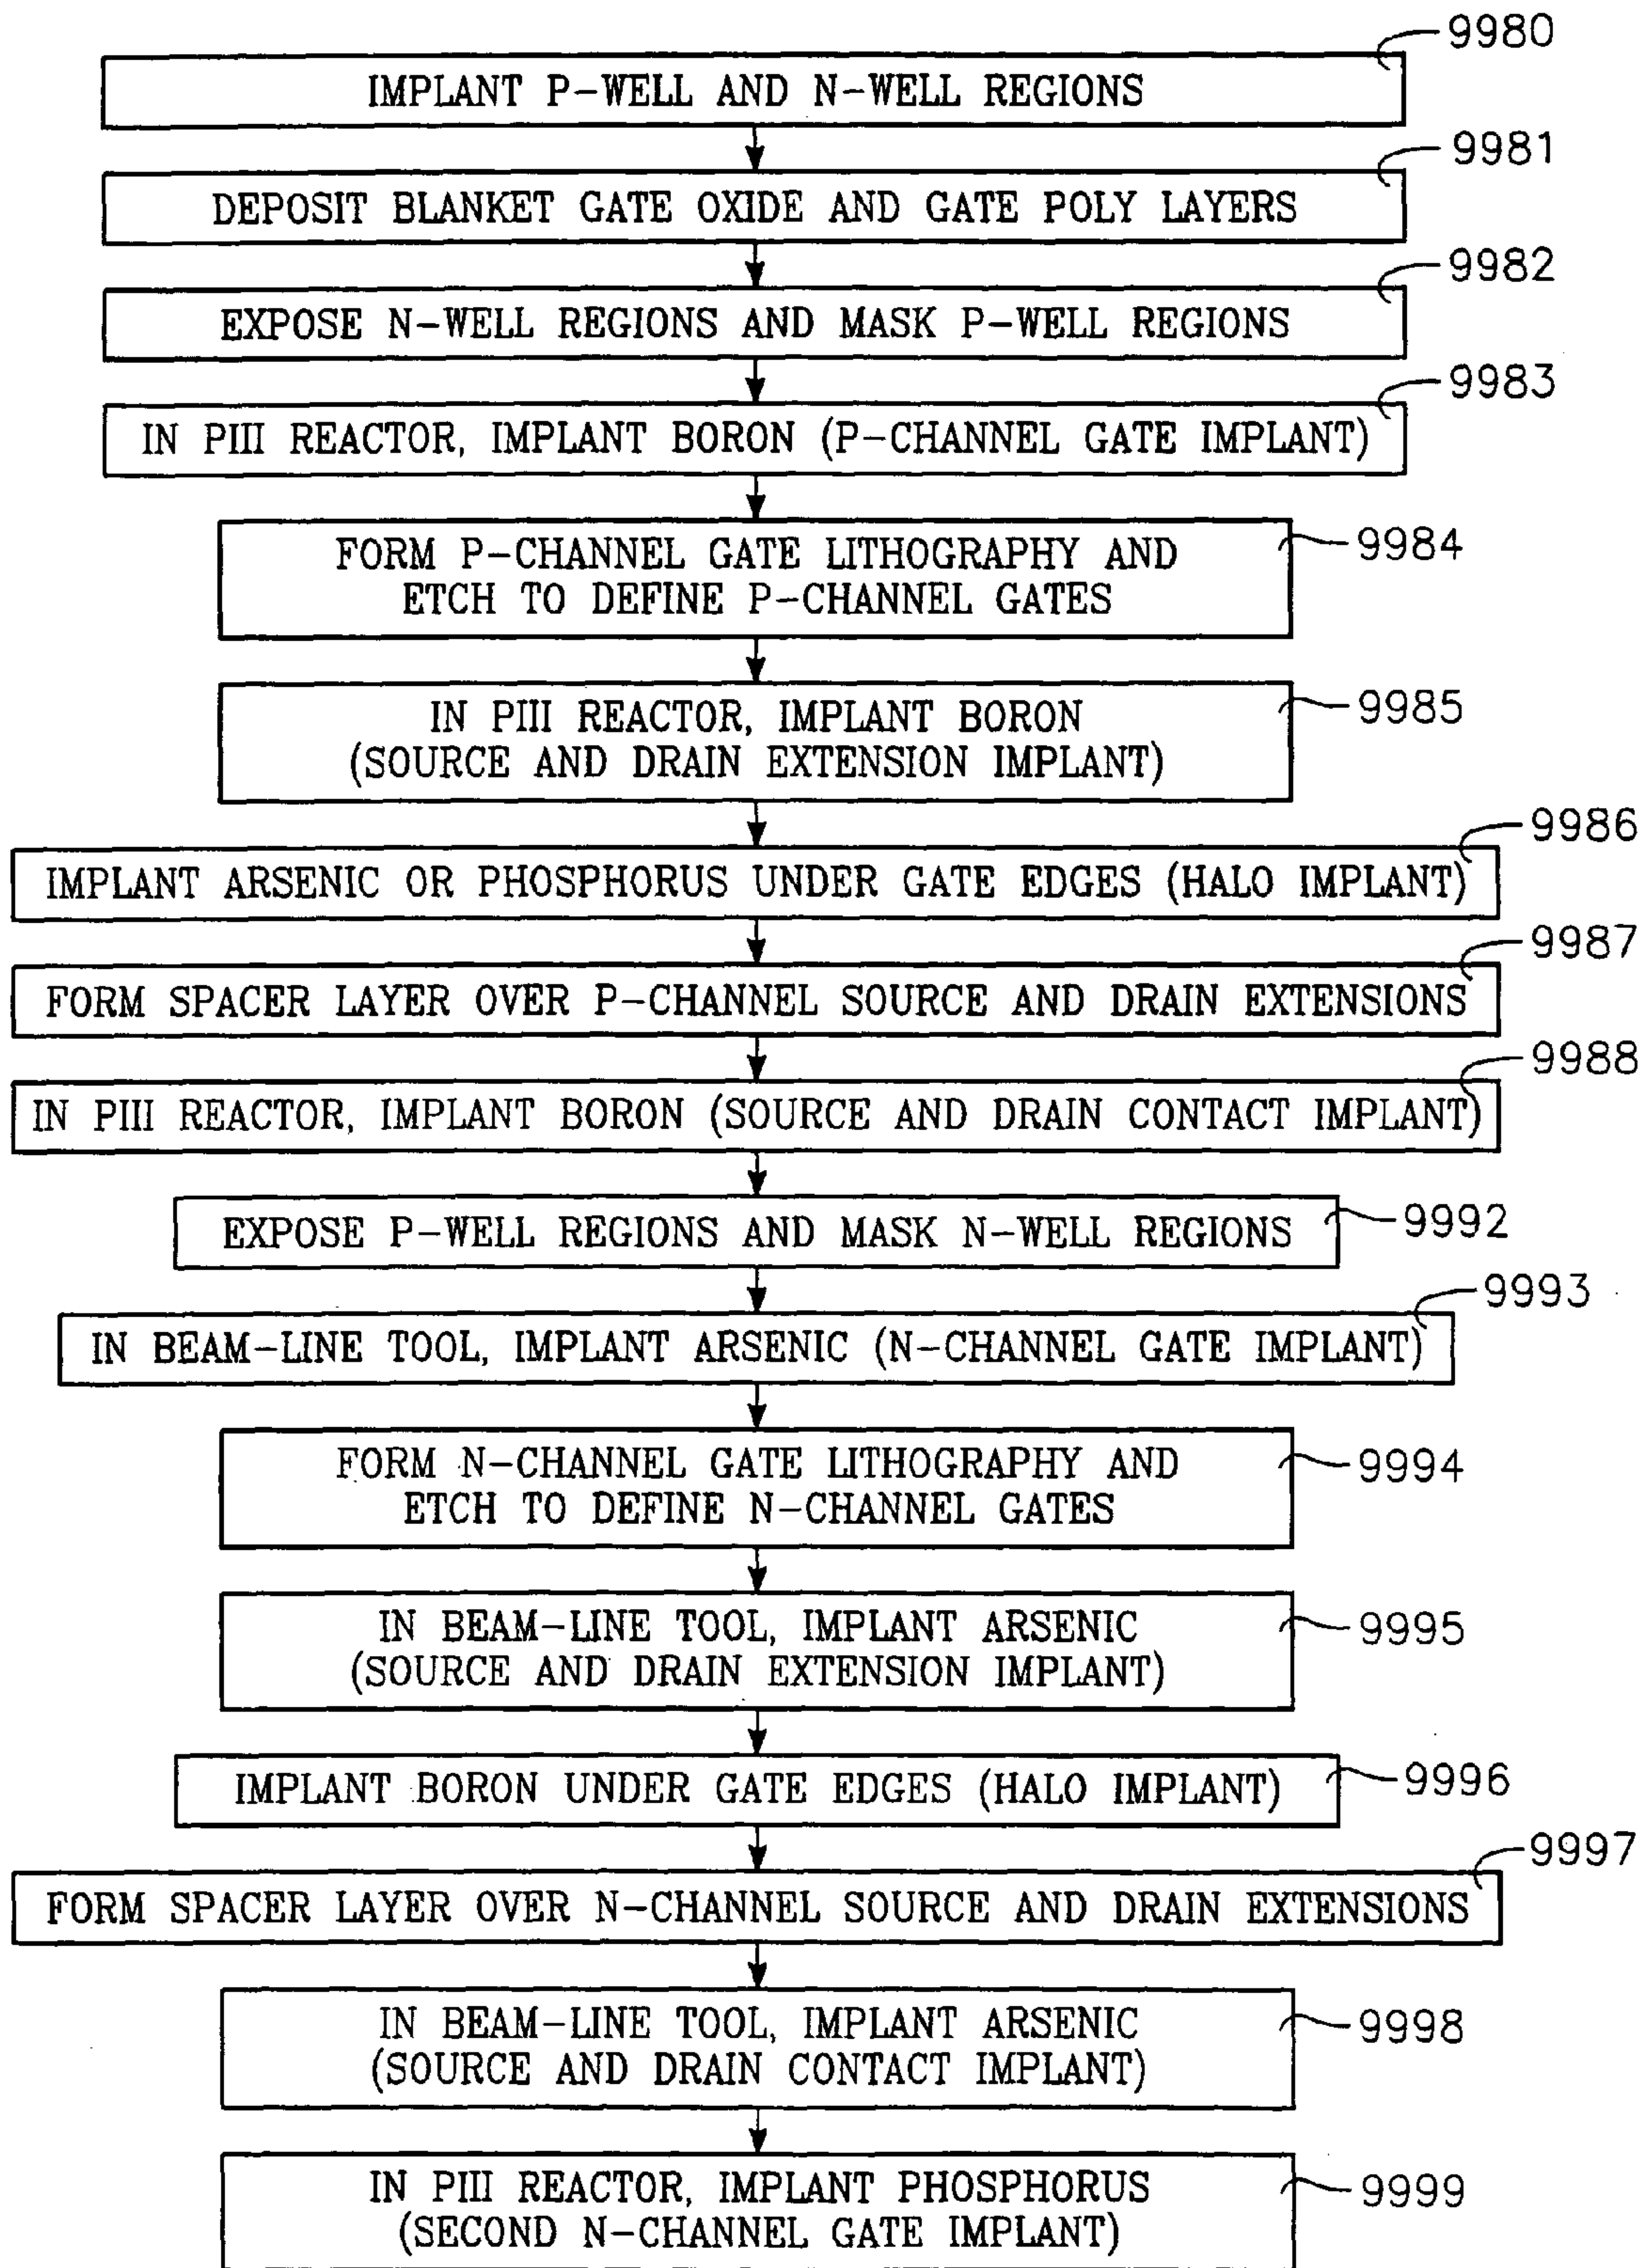 9980
IMPLANT P-WELL AND N-WELL REGIONS
9981
DEPOSIT BLANKET GATE OXIDE AND GATE POLY LAYERS
9982
EXPOSE N-WELL REGIONS AND MASK P-WELL REGIONS
9983
IN PIII REACTOR, IMPLANT BORON (P-CHANNEL GATE IMPLANT)
FORM P-CHANNEL GATE LITHOGRAPHY AND
9984
ETCH TO DEFINE P-CHANNEL GATES
IN PIII REACTOR, IMPLANT BORON
9985
(SOURCE AND DRAIN EXTENSION IMPLANT)
9986
IMPLANT ARSENIC OR PHOSPHORUS UNDER GATE EDGES (HALO IMPLANT)
9987
FORM SPACER LAYER OVER P-CHANNEL SOURCE AND DRAIN EXTENSIONS
9988
IN PIII REACTOR, IMPLANT BORON (SOURCE AND DRAIN CONTACT IMPLANT)
EXPOSE P-WELL REGIONS AND MASK N-WELL REGIONS
9992
9993
IN BEAM-LINE TOOL, IMPLANT ARSENIC (N-CHANNEL GATE IMPLANT)
FORM N-CHANNEL GATE LITHOGRAPHY AND
9994
ETCH TO DEFINE N-CHANNEL GATES
IN BEAM-LINE TOOL, IMPLANT ARSENIC
9995
(SOURCE AND DRAIN EXTENSION IMPLANT)
IMPLANT BORON UNDER GATE EDGES (HALO IMPLANT)
9996
9997
FORM SPACER LAYER OVER N-CHANNEL SOURCE AND DRAIN EXTENSIONS
IN BEAM-LINE TOOL, IMPLANT ARSENIC
9998
(SOURCE AND DRAIN CONTACT IMPLANT)
IN PIII REACTOR, IMPLANT PHOSPHORUS
9999
(SECOND N-CHANNEL GATE IMPLANT)